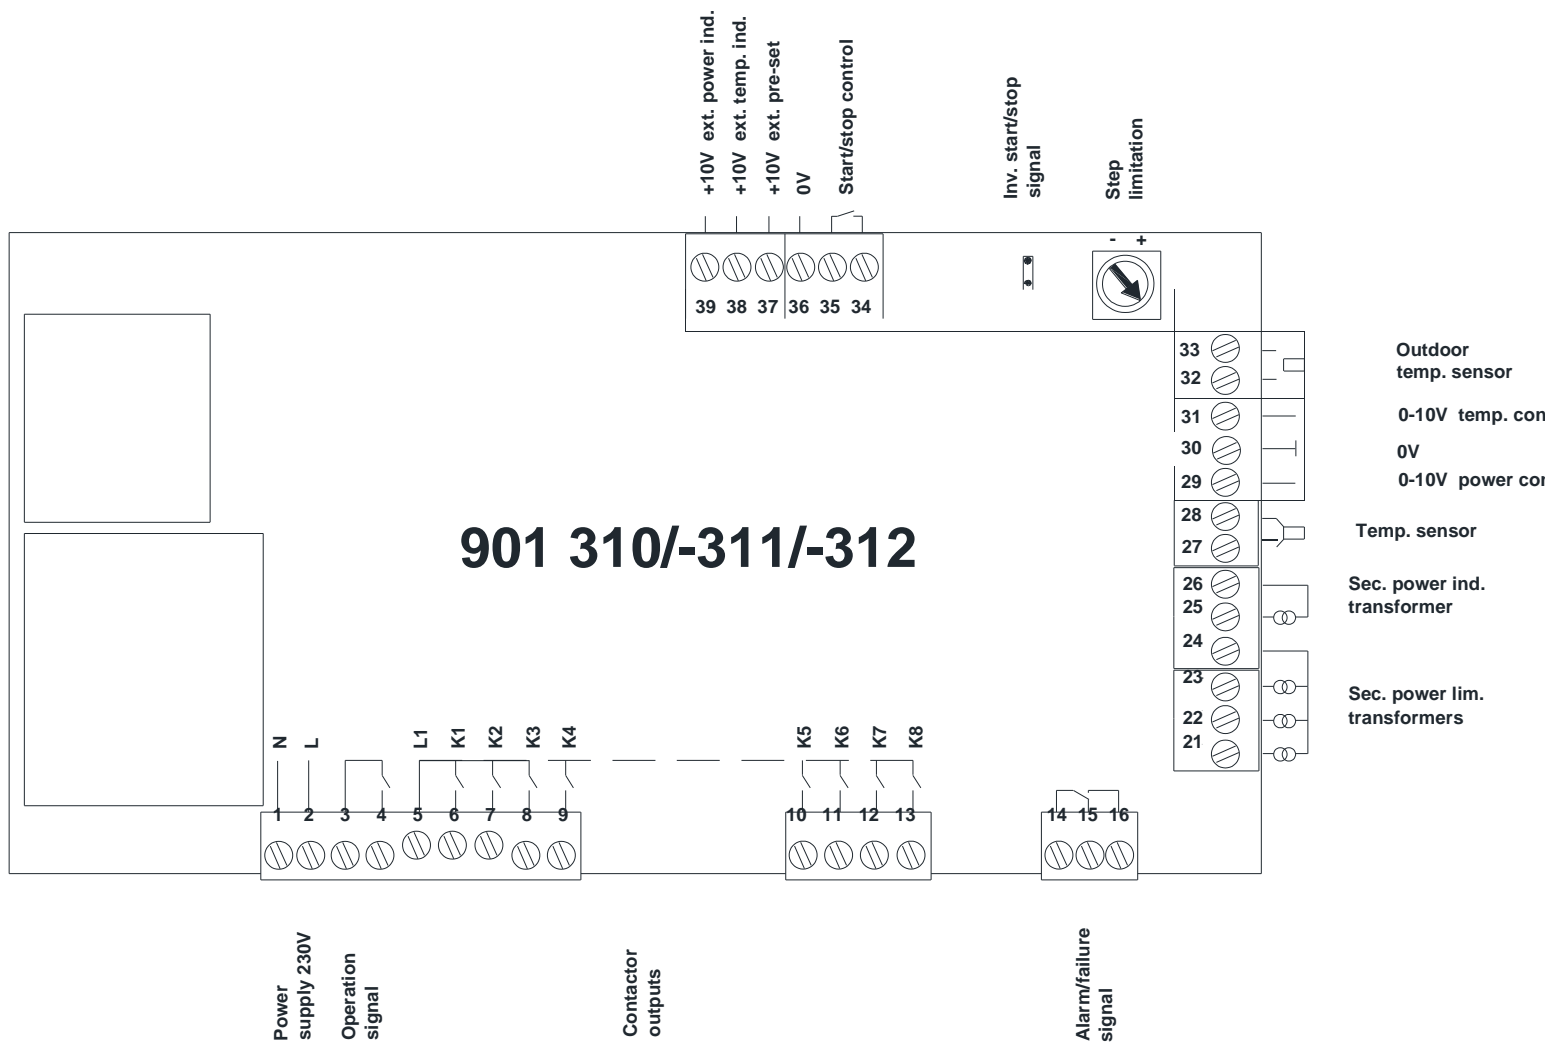 +10V ext. power ind.
+10V ext. temp. ind.
+10V ext. pre-set
0V
Start/stop control
Inv. start/stop
signal
Step
limitation
- +
39 38 37 36 35 34
33
32
Outdoor
temp. sensor
31
0-10V temp. con
30
0V
29
0-10V power cor
28
27
Temp. sensor
901 310/-311/-312
26
25
24
Sec. power ind.
transformer
23
22
21
Sec. power lim.
transformers
N
L
L1
K1
K2
K3
K4
K5
K6
K7
K8
1 2 3 4 5 6 7 8 9 10 11 12 13 14 15 16
Power
supply 230V
Operation
signal
Contactor
outputs
Alarm/failure
signal